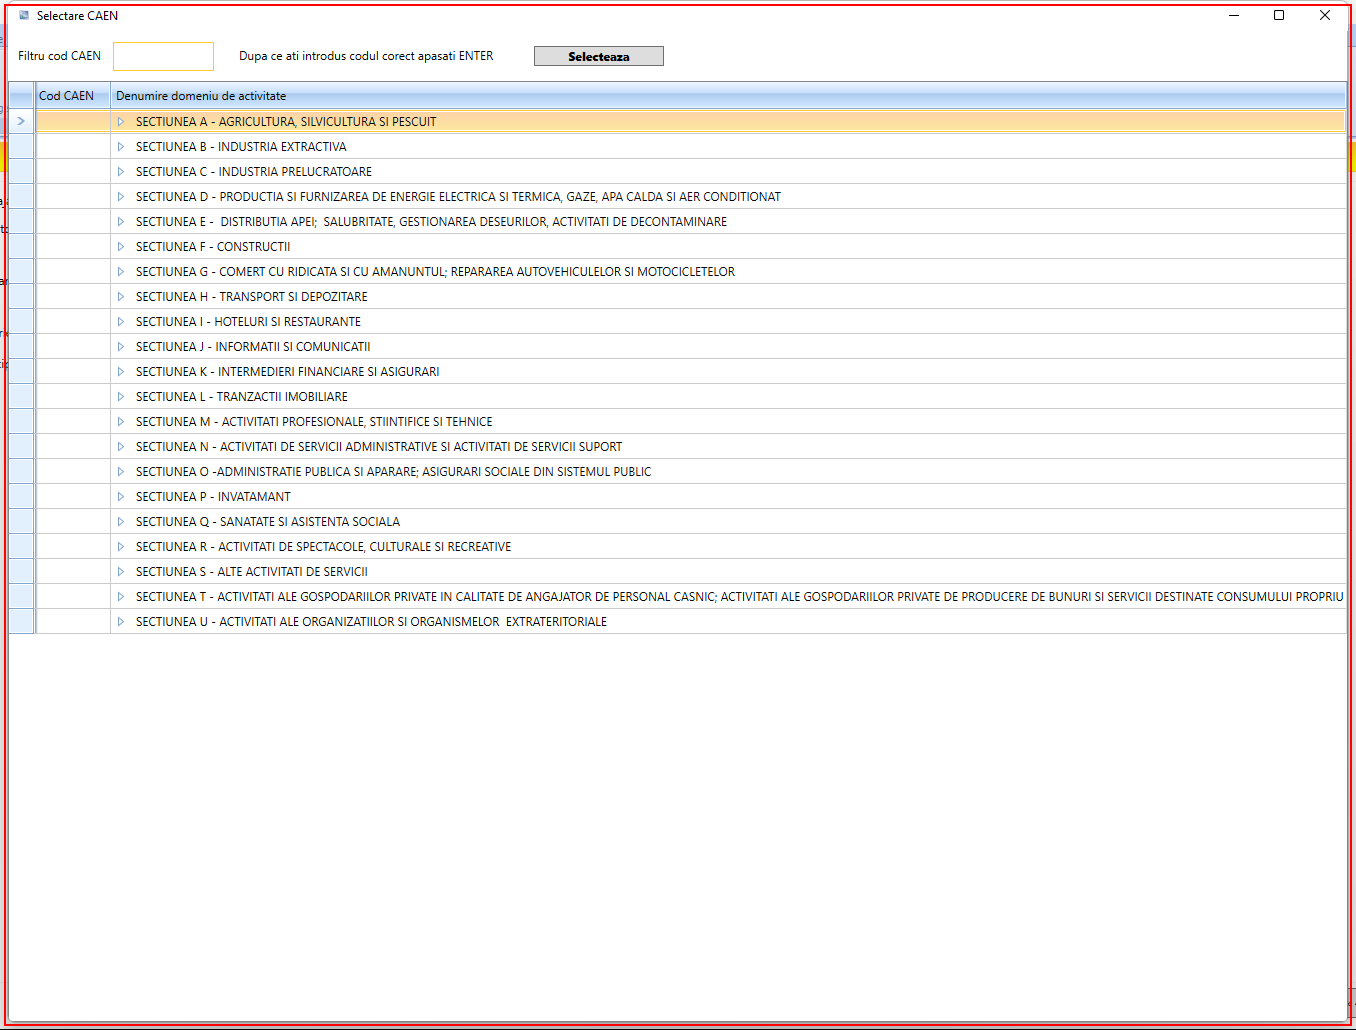 Selectare CAEN
Filtru cod CAEN
Dupa ce ati introdus codul corect apasati ENTER
Selecteaza
Cod CAEN
Denumire domeniu de activitate
SECTIUNEA A - AGRICULTURA, SILVICULTURA SI PESCUIT
SECTIUNEA B - INDUSTRIA EXTRACTIVA
SECTIUNEA C - INDUSTRIA PRELUCRATOARE
SECTIUNEA D - PRODUCTIA SI FURNIZAREA DE ENERGIE ELECTRICA SI TERMICA, GAZE, APA CALDA SI AER CONDITIONAT
SECTIUNEA E -  DISTRIBUTIA APEI;  SALUBRITATE, GESTIONAREA DESEURILOR, ACTIVITATI DE DECONTAMINARE
SECTIUNEA F - CONSTRUCTII
SECTIUNEA G - COMERT CU RIDICATA SI CU AMANUNTUL; REPARAREA AUTOVEHICULELOR SI MOTOCICLETELOR
SECTIUNEA H - TRANSPORT SI DEPOZITARE
SECTIUNEA I - HOTELURI SI RESTAURANTE
SECTIUNEA J - INFORMATII SI COMUNICATII
SECTIUNEA K - INTERMEDIERI FINANCIARE SI ASIGURARI
SECTIUNEA L - TRANZACTII IMOBILIARE
SECTIUNEA M - ACTIVITATI PROFESIONALE, STIINTIFICE SI TEHNICE
SECTIUNEA N - ACTIVITATI DE SERVICII ADMINISTRATIVE SI ACTIVITATI DE SERVICII SUPORT
SECTIUNEA O -ADMINISTRATIE PUBLICA SI APARARE; ASIGURARI SOCIALE DIN SISTEMUL PUBLIC
SECTIUNEA P - INVATAMANT
SECTIUNEA Q - SANATATE SI ASISTENTA SOCIALA
SECTIUNEA R - ACTIVITATI DE SPECTACOLE, CULTURALE SI RECREATIVE
SECTIUNEA S - ALTE ACTIVITATI DE SERVICII
SECTIUNEA T - ACTIVITATI ALE GOSPODARIILOR PRIVATE IN CALITATE DE ANGAJATOR DE PERSONAL CASNIC; ACTIVITATI ALE GOSPODARIILOR PRIVATE DE PRODUCERE DE BUNURI SI SERVICII DESTINATE CONSUMULUI PROPRIU
SECTIUNEA U - ACTIVITATI ALE ORGANIZATIILOR SI ORGANISMELOR  EXTRATERITORIALE